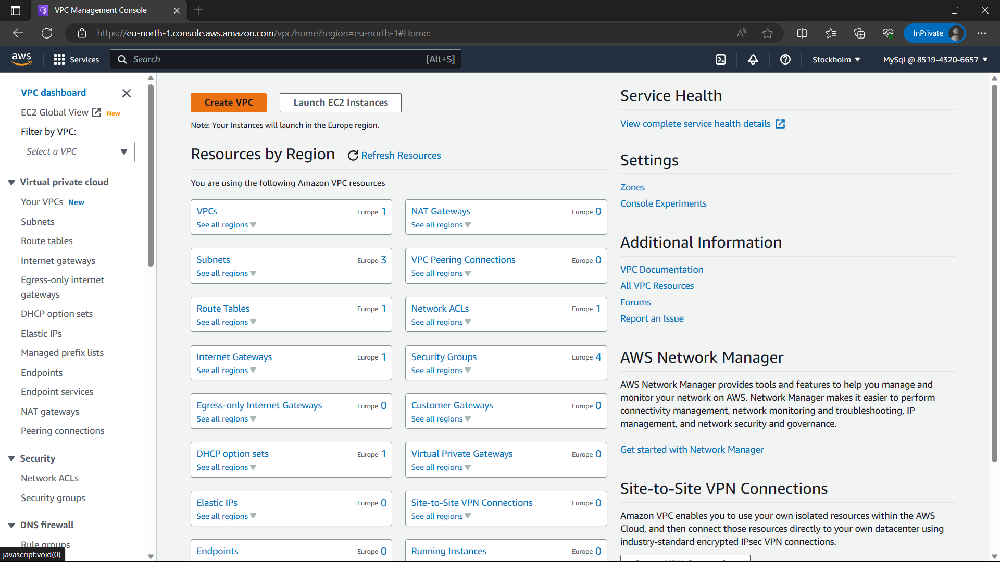 VPC Management Console
https://eu-north-1.console.aws.amazon.com/vpc/home?region=eu-north-1#Home:
InPrivate
aws
Services
Search
[Alt+S]
Stockholm
MySql @ 8519-4320-6657
VPC dashboard
EC2 Global View New
Filter by VPC:
Select a VPC
Virtual private cloud
Your VPCs New
Subnets
Route tables
Internet gateways
Egress-only internet
gateways
DHCP option sets
Elastic IPs
Managed prefix lists
Endpoints
Endpoint services
NAT gateways
Peering connections
Security
Network ACLs
Security groups
DNS firewall
Rule groups
javascript:void(0)
Create VPC
Launch EC2 Instances
Note: Your Instances will launch in the Europe region.
Resources by Region
Refresh Resources
You are using the following Amazon VPC resources
VPCs Europe 1
See all regions
NAT Gateways Europe 0
See all regions
Subnets Europe 3
See all regions
VPC Peering Connections Europe 0
See all regions
Route Tables Europe 1
See all regions
Network ACLs Europe 1
See all regions
Internet Gateways Europe 1
See all regions
Security Groups Europe 4
See all regions
Egress-only Internet Gateways Europe 0
See all regions
Customer Gateways Europe 0
See all regions
DHCP option sets Europe 1
See all regions
Virtual Private Gateways Europe 0
See all regions
Elastic IPs Europe 0
See all regions
Site-to-Site VPN Connections Europe 0
See all regions
Endpoints Europe 0
Running Instances Europe 0
Service Health
View complete service health details
Settings
Zones
Console Experiments
Additional Information
VPC Documentation
All VPC Resources
Forums
Report an Issue
AWS Network Manager
AWS Network Manager provides tools and features to help you manage and
monitor your network on AWS. Network Manager makes it easier to perform
connectivity management, network monitoring and troubleshooting, IP
management, and network security and governance.
Get started with Network Manager
Site-to-Site VPN Connections
Amazon VPC enables you to use your own isolated resources within the AWS
Cloud, and then connect those resources directly to your own datacenter using
industry-standard encrypted IPsec VPN connections.